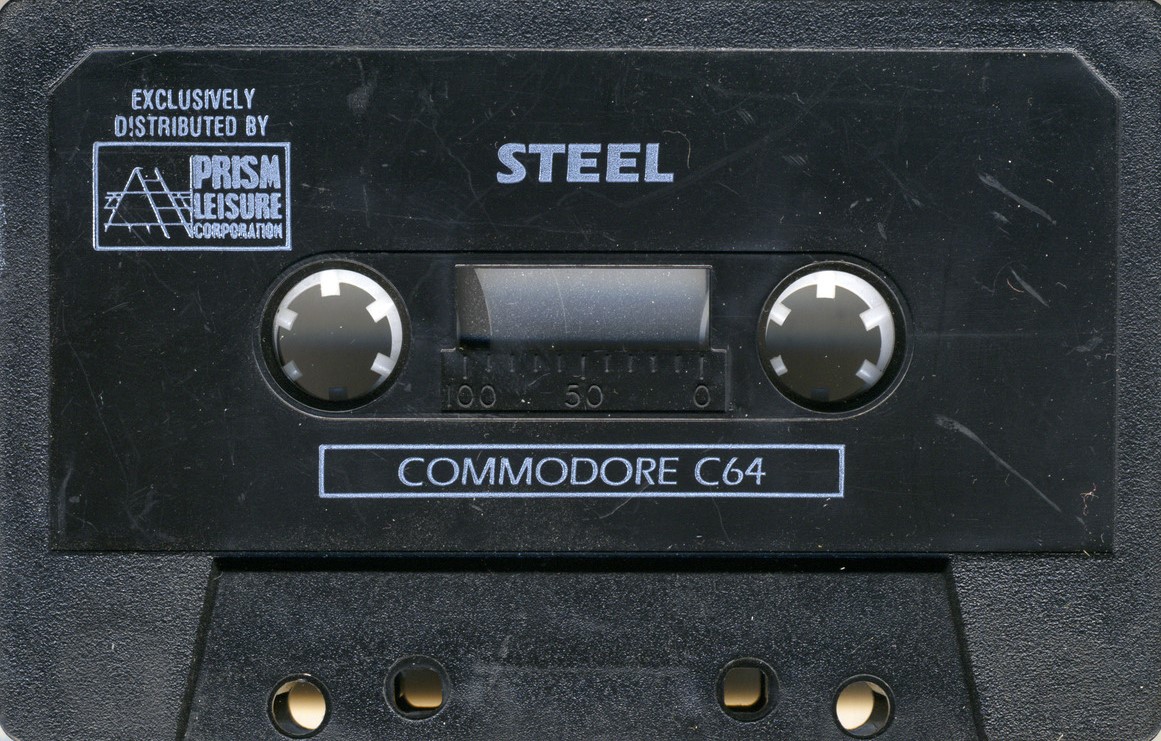 EXCLUSIVELY
DISTRIBUTED BY
PRISM
LEISURE
CORPORATION
STEEL
100 50 0
COMMODORE C64